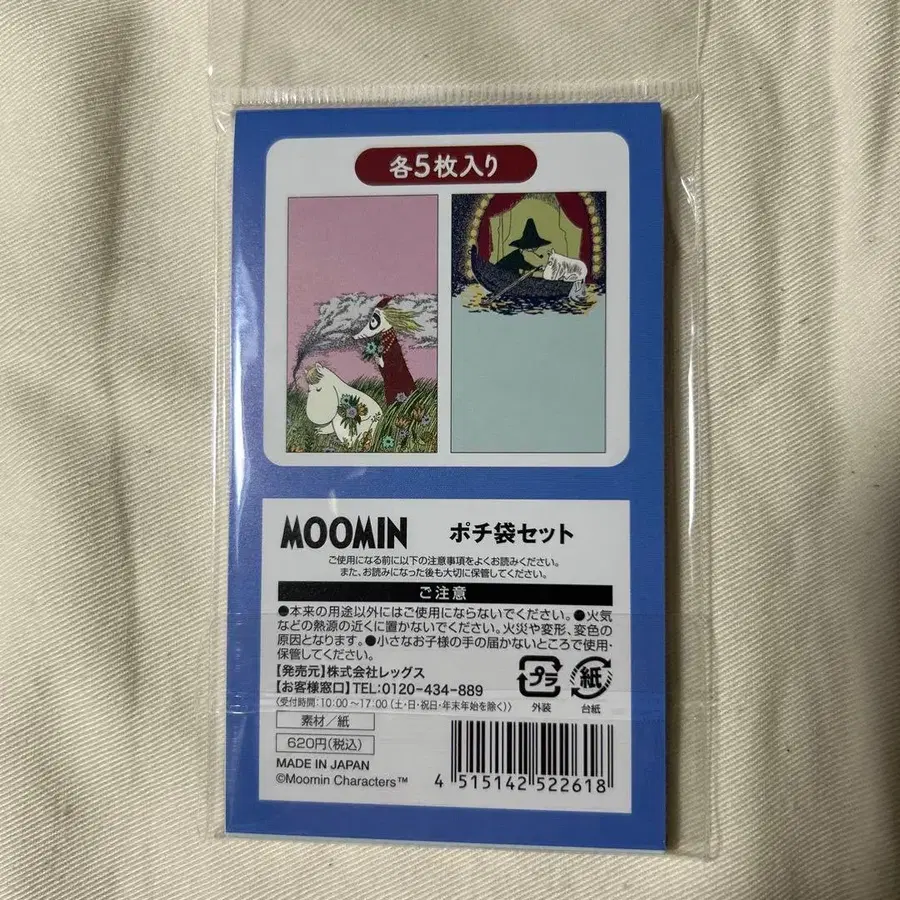 各5枚入り
MOOMIN ポチ袋セット
ご使用になる前に以下の注意事項をよくお読みください。
また、お読みになった後も大切に保管してください。
ご注意
●本来の用途以外にはご使用にならないでください。●火気
などの熱源の近くに置かないでください。火災や変形、変色の
原因となります。●小さなお子様の手の届かないところで使用・
保管してください。
【発売元】株式会社レッグス
【お客様窓口】TEL:0120-434-889
(受付時間:10:00～17:00(土・日・祝日・年末年始を除く))
プラ 紙
外装 台紙
素材/紙
620円(税込)
MADE IN JAPAN
©Moomin Characters™
4 515142 522618